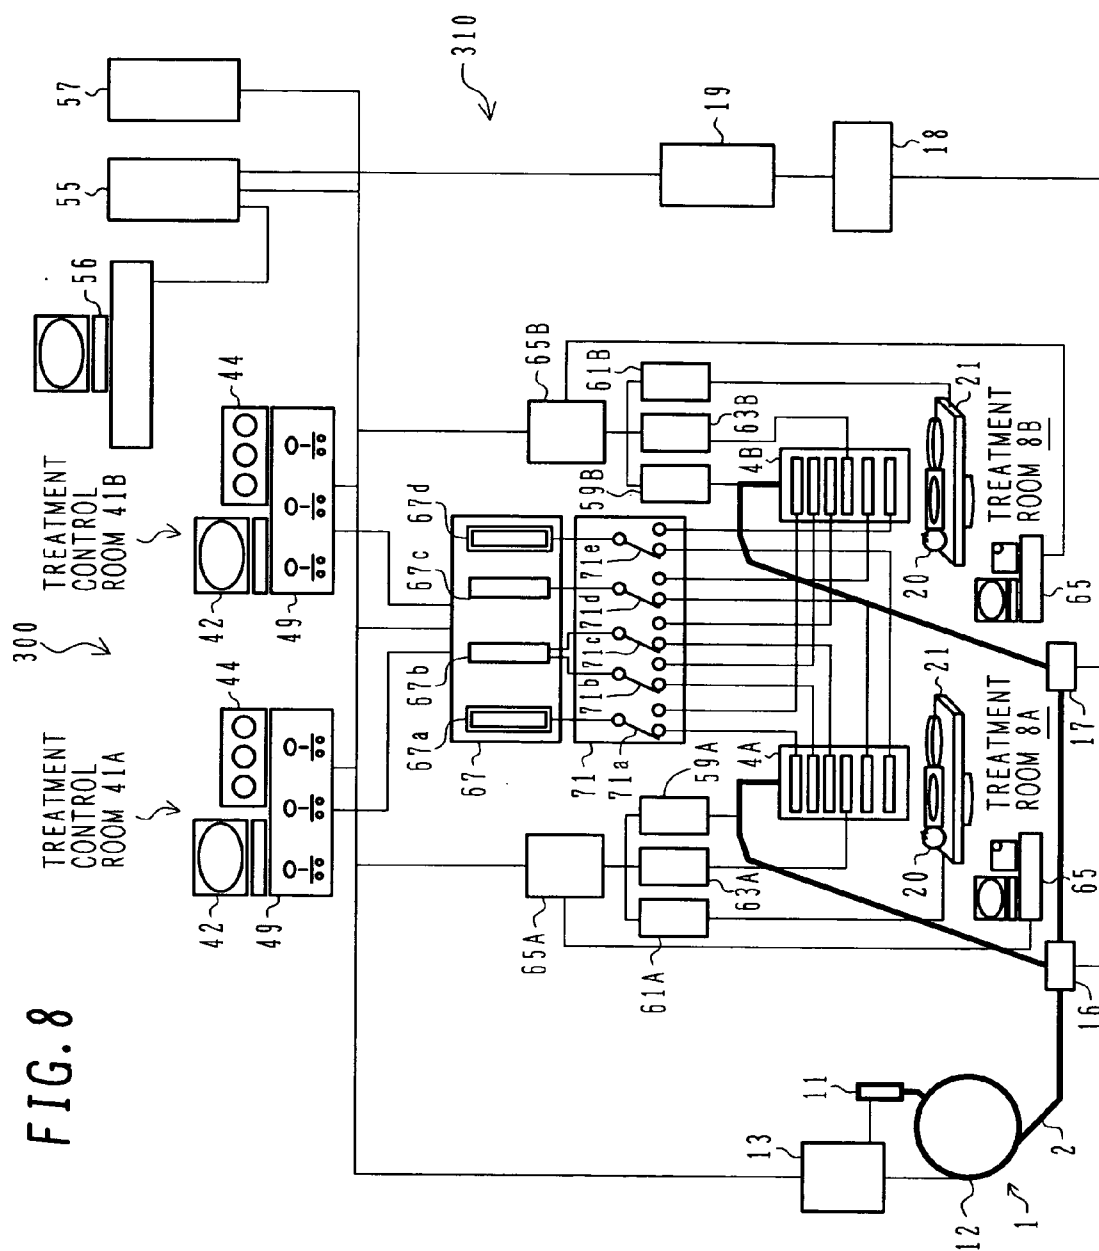 FIG. 8
300
310
TREATMENT
CONTROL
ROOM 41A
TREATMENT
CONTROL
ROOM 41B
56
55
57
42
44
49
42
44
49
67
67a
67b
67c
67d
71
71a
71b
71c
71d
71e
65A
61A
63A
59A
4A
65B
59B
63B
61B
4B
19
18
13
11
12
1
2
16
17
20
21
65
TREATMENT
ROOM 8A
20
21
65
TREATMENT
ROOM 8B